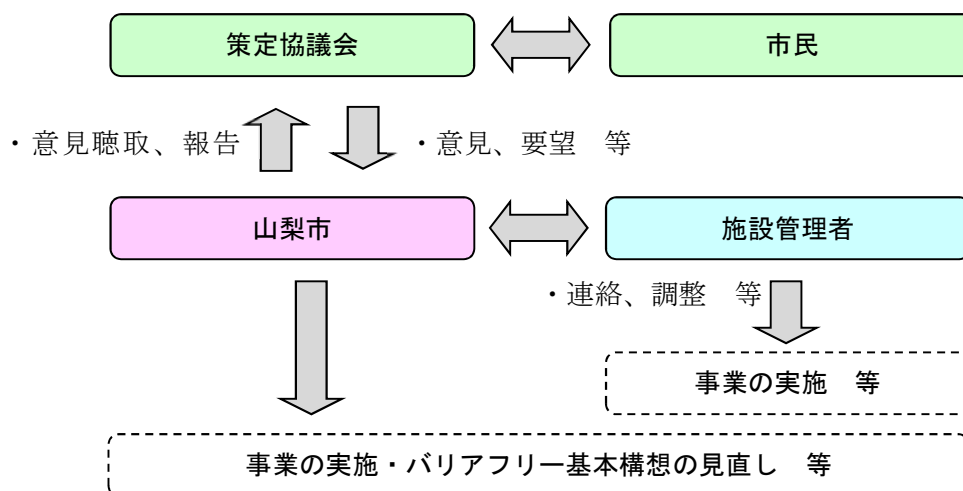 策定協議会
市民
・意見聴取、報告
・意見、要望　等
山梨市
施設管理者
・連絡、調整　等
事業の実施　等
事業の実施・バリアフリー基本構想の見直し　等